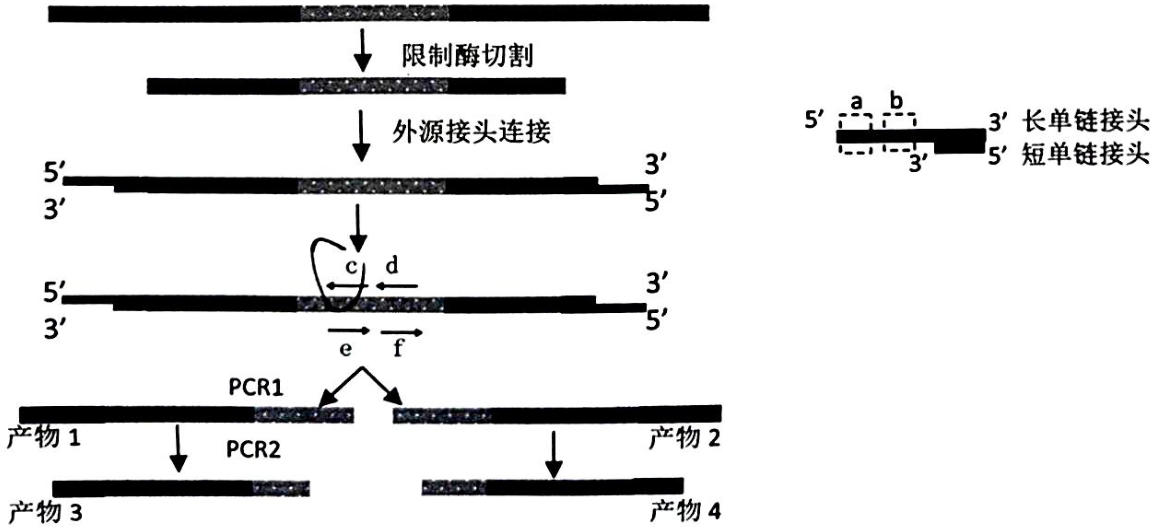 限制酶切割
外源接头连接
a b
5′ 3′ 长单链接头
3′ 5′ 短单链接头
5′ 3′
3′ 5′
c d
5′ 3′
3′ 5′
e f
PCR1
产物 1 产物 2
PCR2
产物 3 产物 4